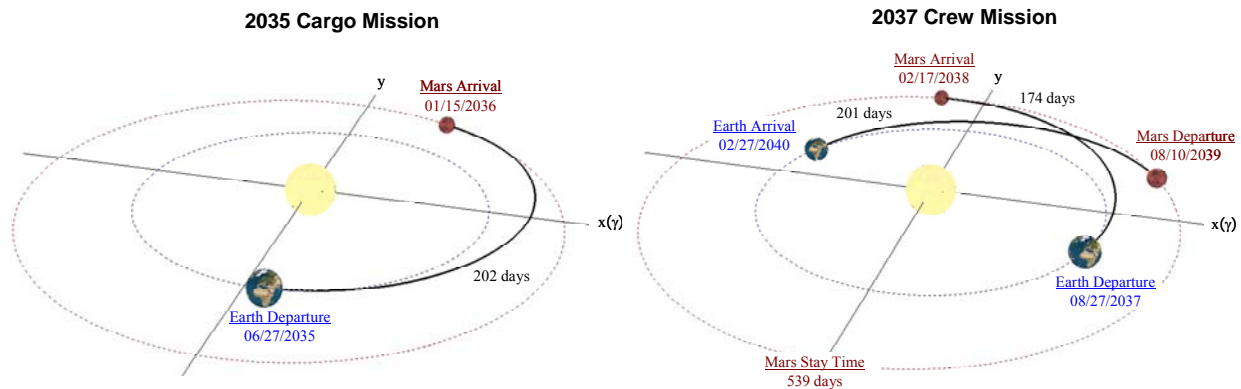 2035 Cargo Mission
y
Mars Arrival
01/15/2036
x(γ)
202 days
Earth Departure
06/27/2035
2037 Crew Mission
Mars Arrival
02/17/2038
y
174 days
201 days
Earth Arrival
02/27/2040
Mars Departure
08/10/2039
x(γ)
Earth Departure
08/27/2037
Mars Stay Time
539 days